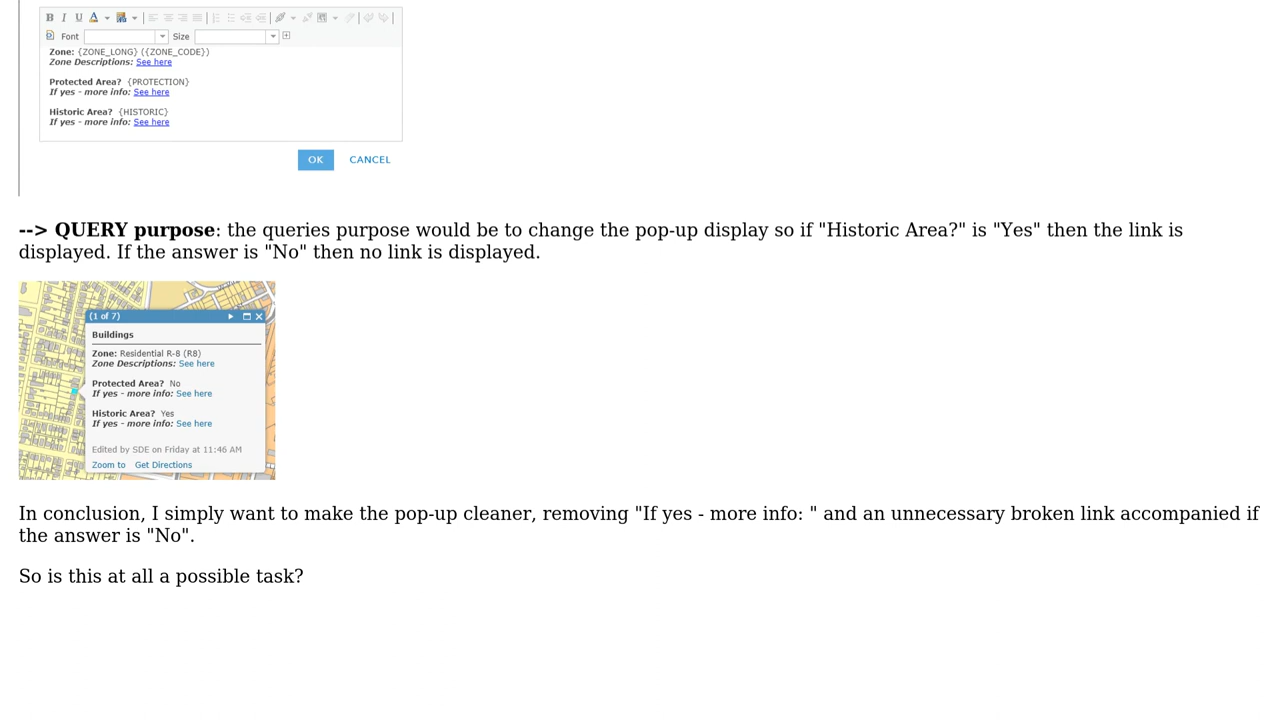 B I U A
Font Size
Zone: {ZONE_LONG} ({ZONE_CODE})
Zone Descriptions: See here
Protected Area? {PROTECTION}
If yes - more info: See here
Historic Area? {HISTORIC}
If yes - more info: See here
OK CANCEL
--> QUERY purpose: the queries purpose would be to change the pop-up display so if "Historic Area?" is "Yes" then the link is
displayed. If the answer is "No" then no link is displayed.
(1 of 7)
Buildings
Zone: Residential R-8 (R8)
Zone Descriptions: See here
Protected Area? No
If yes - more info: See here
Historic Area? Yes
If yes - more info: See here
Edited by SDE on Friday at 11:46 AM
Zoom to Get Directions
In conclusion, I simply want to make the pop-up cleaner, removing "If yes - more info: " and an unnecessary broken link accompanied if
the answer is "No".
So is this at all a possible task?